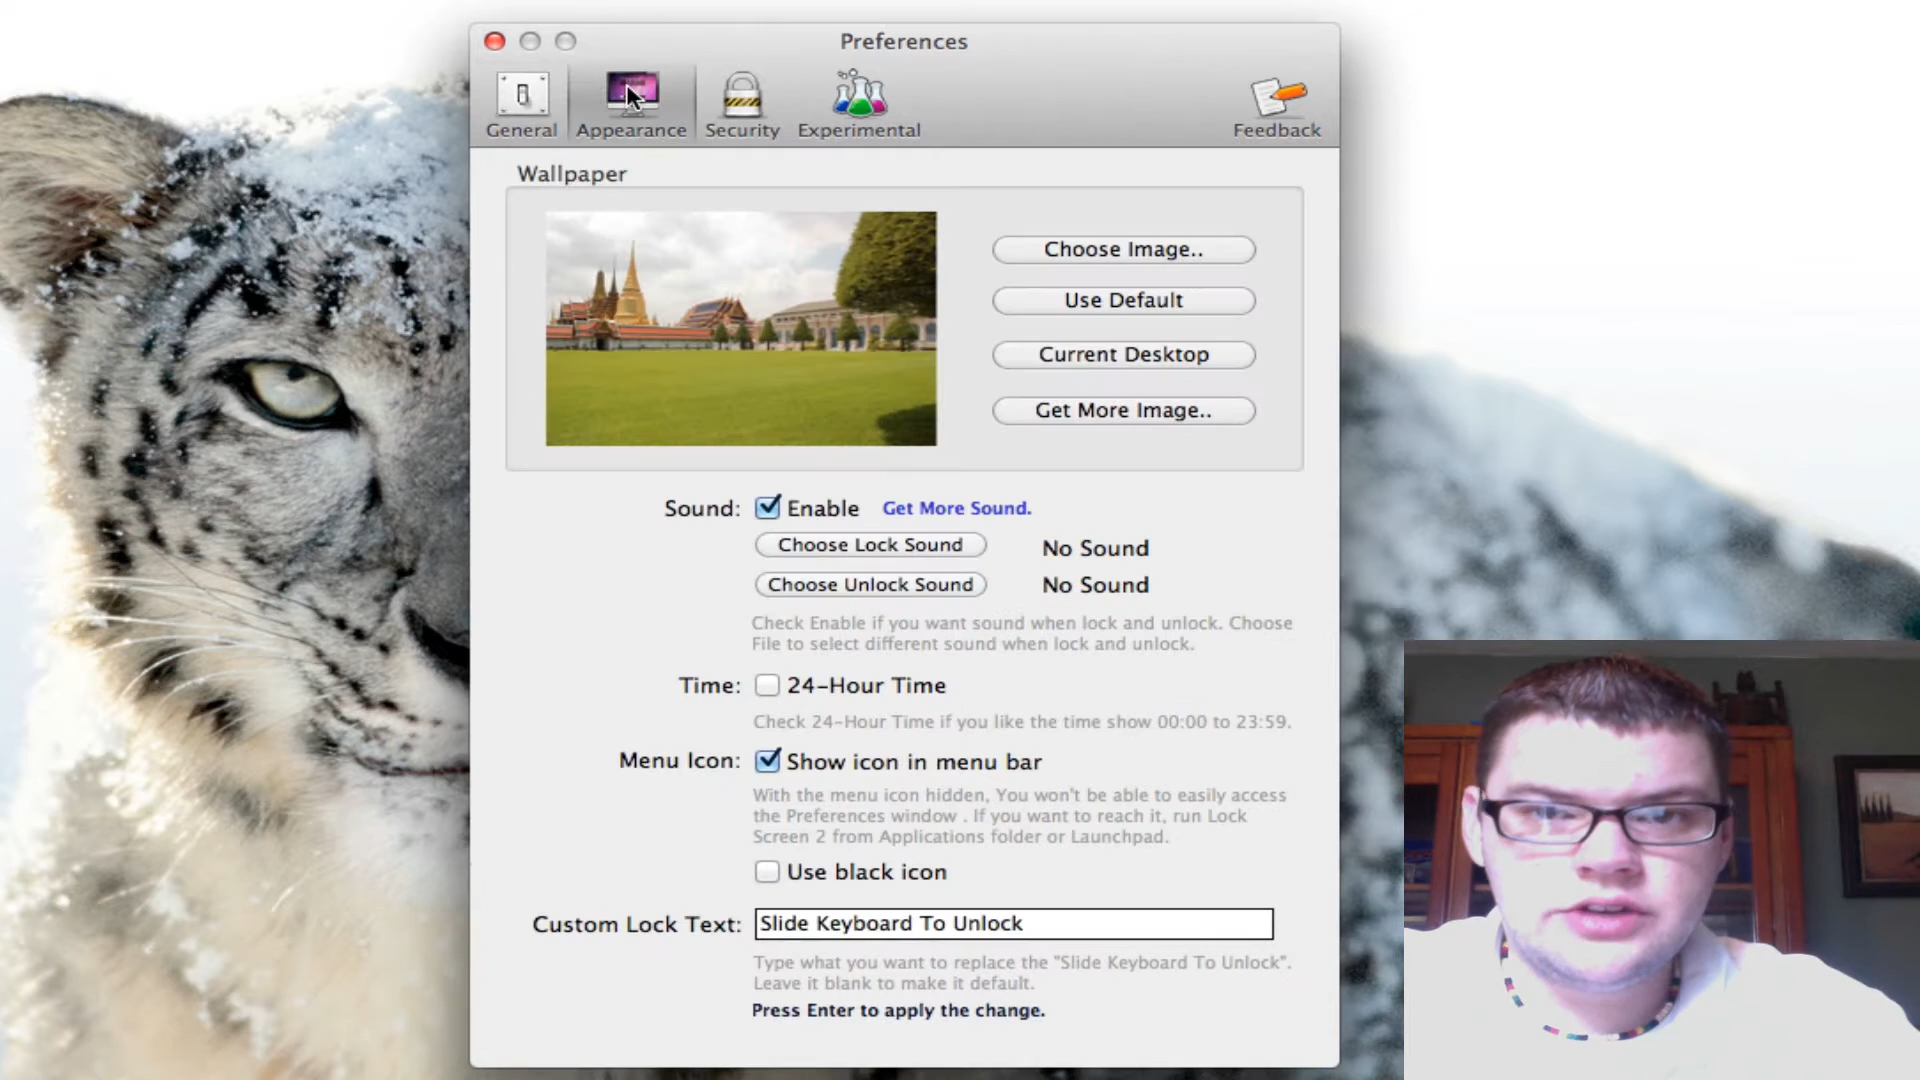 Preferences
General
Appearance
Security
Experimental
Feedback
Wallpaper
Choose Image..
Use Default
Current Desktop
Get More Image..
Sound: Enable Get More Sound.
Choose Lock Sound No Sound
Choose Unlock Sound No Sound
Check Enable if you want sound when lock and unlock. Choose
File to select different sound when lock and unlock.
Time: 24-Hour Time
Check 24-Hour Time if you like the time show 00:00 to 23:59.
Menu Icon: Show icon in menu bar
With the menu icon hidden, You won't be able to easily access
the Preferences window . If you want to reach it, run Lock
Screen 2 from Applications folder or Launchpad.
Use black icon
Custom Lock Text: Slide Keyboard To Unlock
Type what you want to replace the "Slide Keyboard To Unlock".
Leave it blank to make it default.
Press Enter to apply the change.